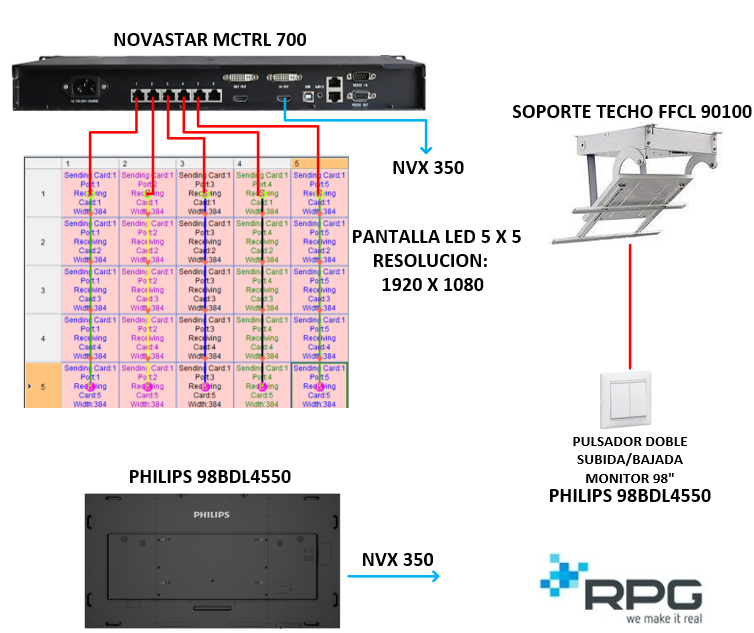 NOVASTAR MCTRL 700
SOPORTE TECHO FFCL 90100
NVX 350
1 2 3 4 5
1
Sending Card:1 Sending Card:1 Sending Card:1 Sending Card:1 Sending Card:1
Port:1 Port:2 Port:3 Port:4 Port:5
Receiving Receiving Receiving Receiving Receiving
Card:1 Card:1 Card:1 Card:1 Card:1
Width:384 Width:384 Width:384 Width:384 Width:384
2
Sending Card:1 Sending Card:1 Sending Card:1 Sending Card:1 Sending Card:1
Port:1 Port:2 Port:3 Port:4 Port:5
Receiving Receiving Receiving Receiving Receiving
Card:2 Card:2 Card:2 Card:2 Card:2
Width:384 Width:384 Width:384 Width:384 Width:384
3
Sending Card:1 Sending Card:1 Sending Card:1 Sending Card:1 Sending Card:1
Port:1 Port:2 Port:3 Port:4 Port:5
Receiving Receiving Receiving Receiving Receiving
Card:3 Card:3 Card:3 Card:3 Card:3
Width:384 Width:384 Width:384 Width:384 Width:384
4
Sending Card:1 Sending Card:1 Sending Card:1 Sending Card:1 Sending Card:1
Port:1 Port:2 Port:3 Port:4 Port:5
Receiving Receiving Receiving Receiving Receiving
Card:4 Card:4 Card:4 Card:4 Card:4
Width:384 Width:384 Width:384 Width:384 Width:384
5
Sending Card:1 Sending Card:1 Sending Card:1 Sending Card:1 Sending Card:1
Port:1 Port:2 Port:3 Port:4 Port:5
Receiving Receiving Receiving Receiving Receiving
Card:5 Card:5 Card:5 Card:5 Card:5
Width:384 Width:384 Width:384 Width:384 Width:384
PANTALLA LED 5 X 5
RESOLUCION:
1920 X 1080
PULSADOR DOBLE
SUBIDA/BAJADA
MONITOR 98"
PHILIPS 98BDL4550
PHILIPS 98BDL4550
PHILIPS
NVX 350
RPG
we make it real